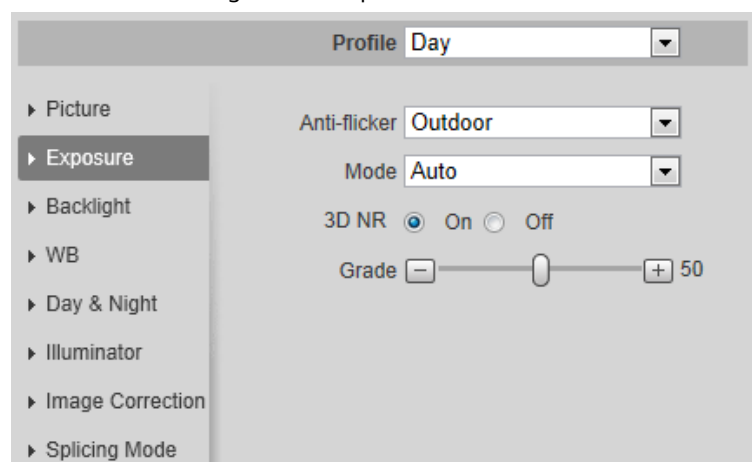 Profile Day
Picture
Anti-flicker Outdoor
Exposure
Mode Auto
Backlight
3D NR On Off
WB
Grade 50
Day & Night
Illuminator
Image Correction
Splicing Mode